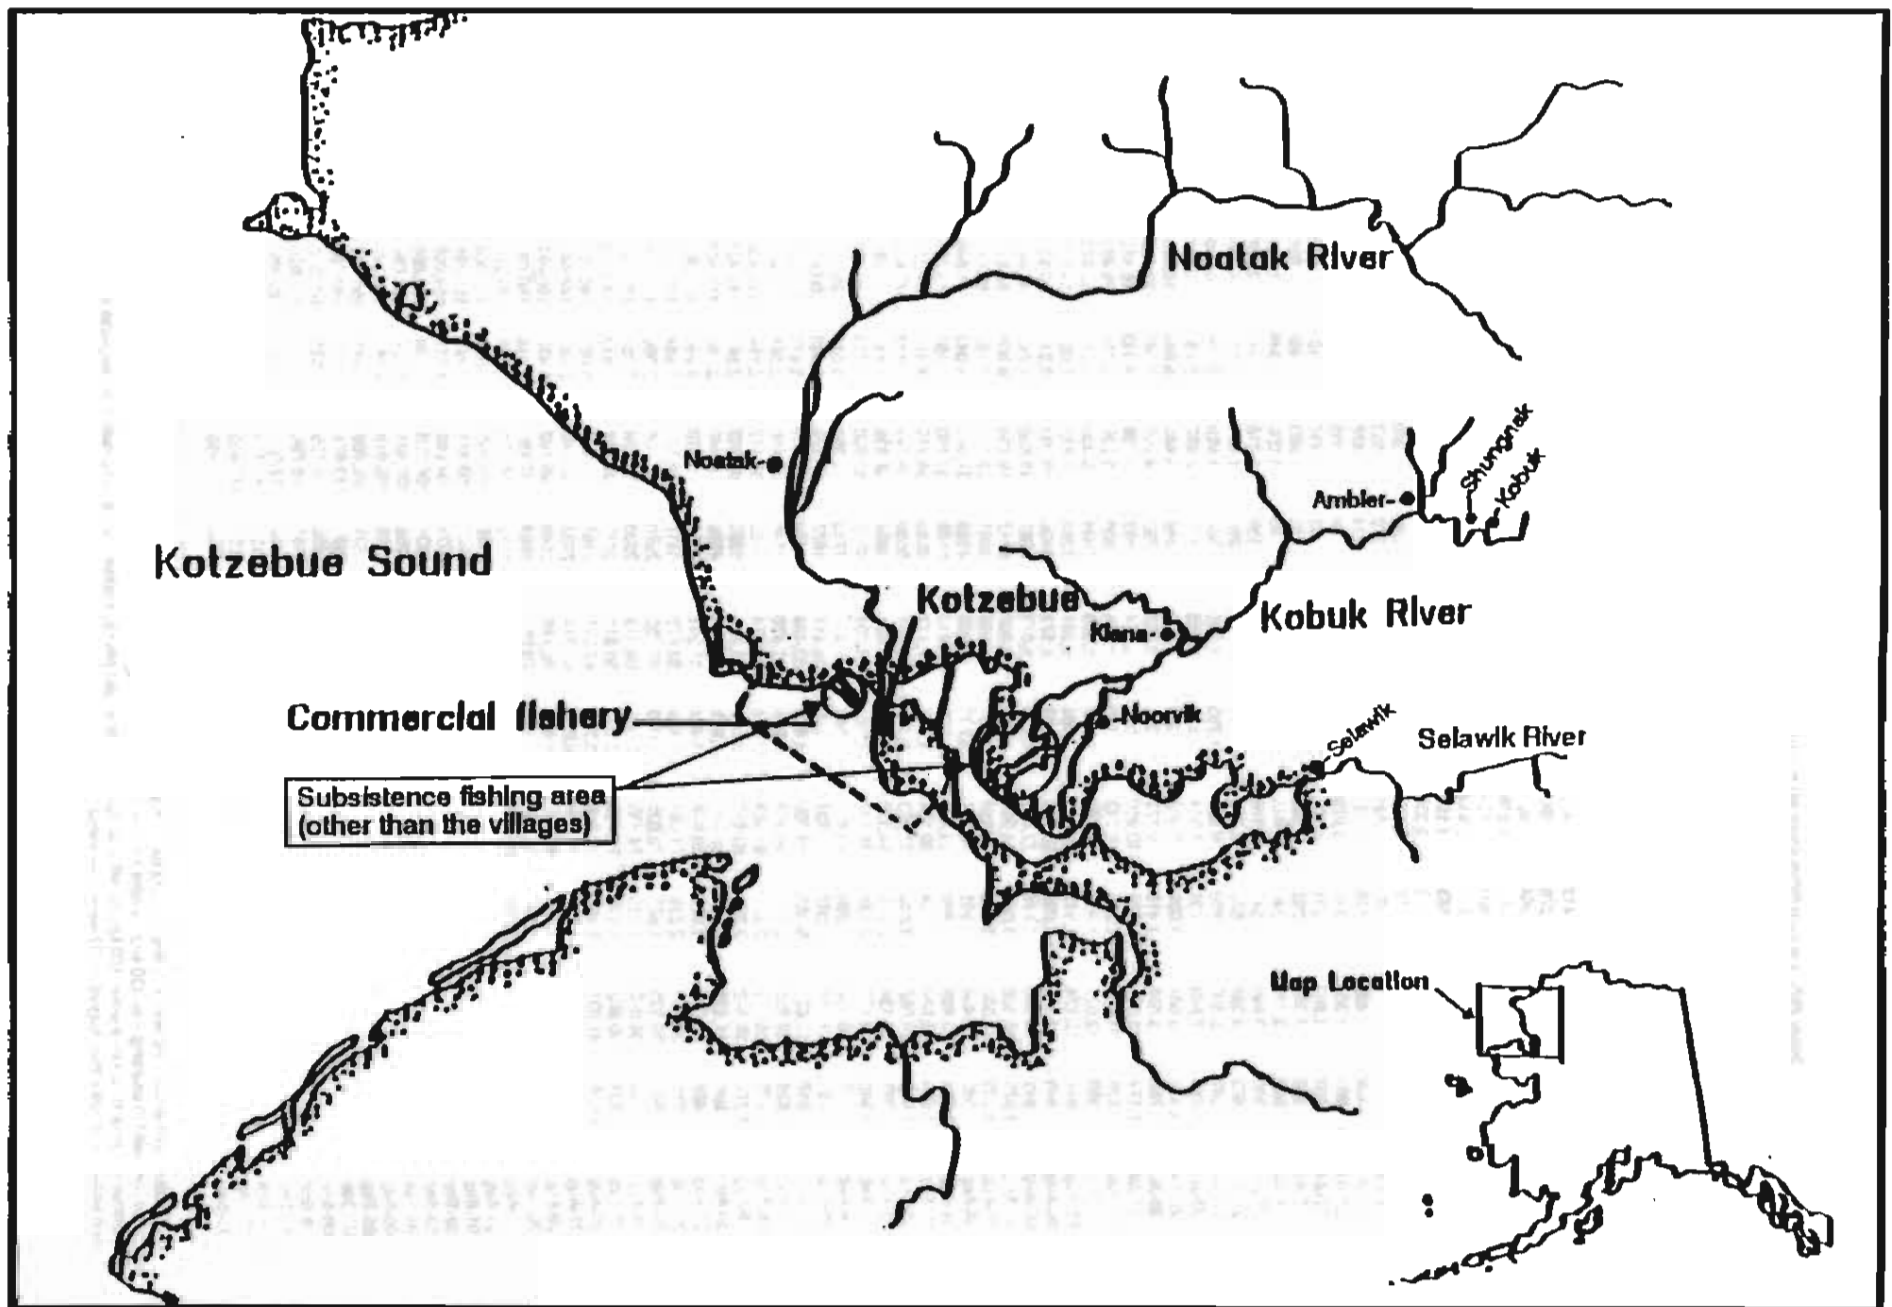 Noatak River
Noatak-
Shungnak
Kobuk
Ambler-
Kotzebue Sound
Kotzebue
Kiana-
Kobuk River
Commercial fishery
-Noorvik
Selawik
Selawik River
Subsistence fishing area
(other than the villages)
Map Location